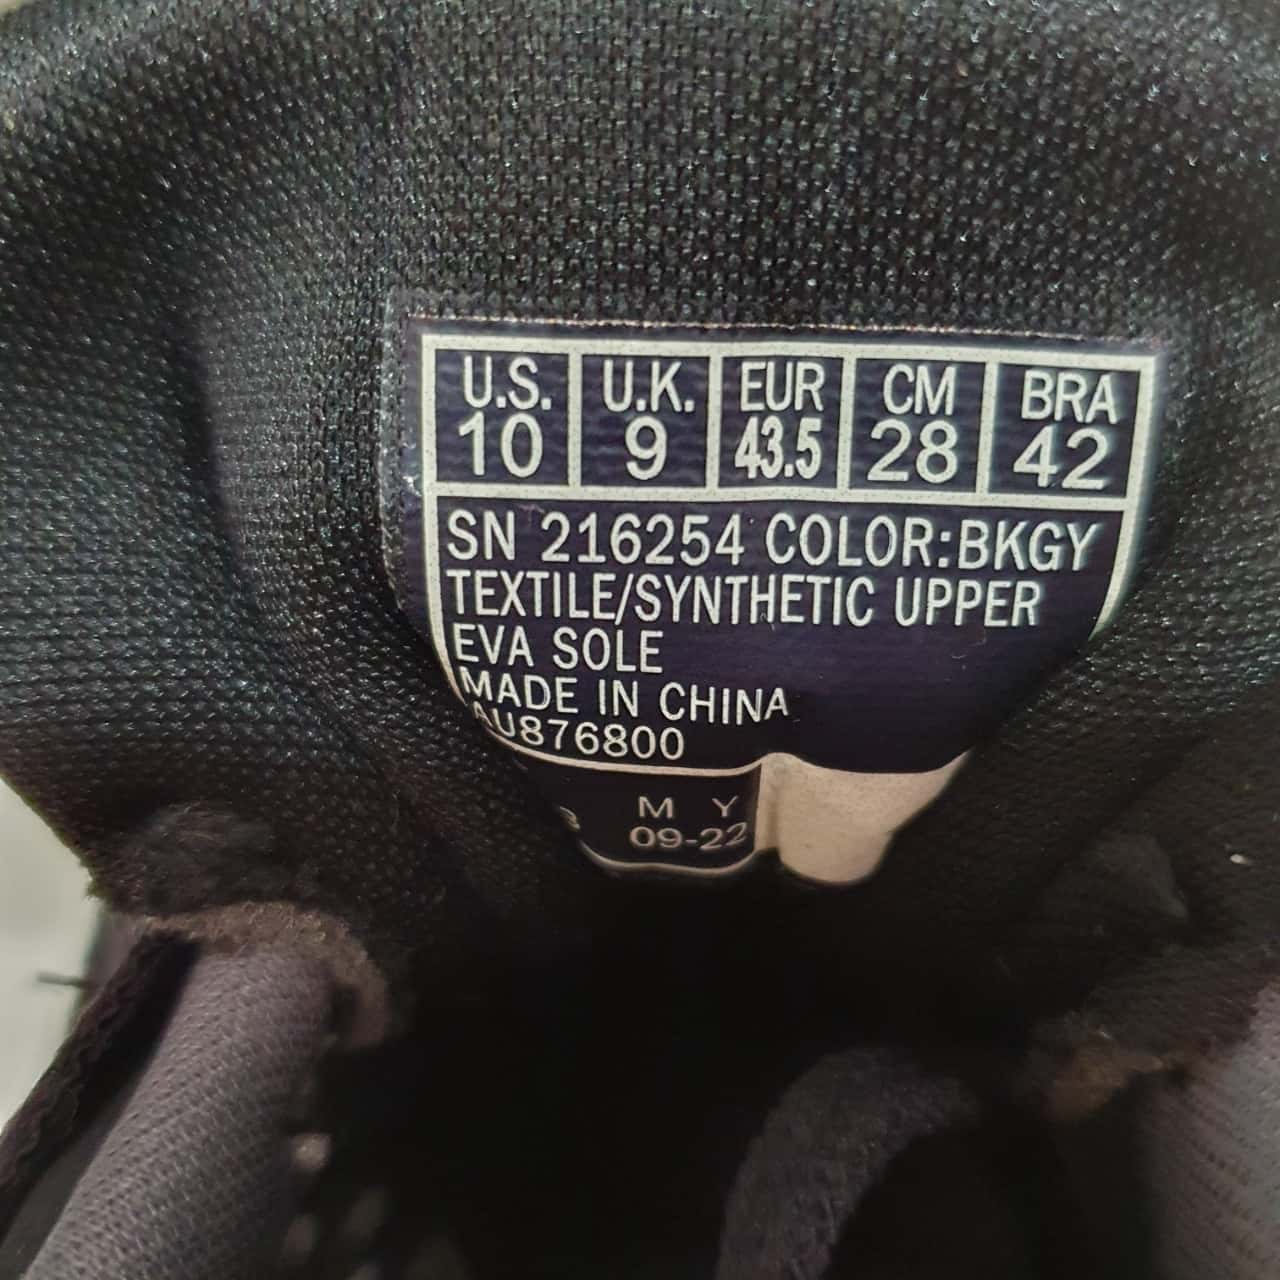 U.S. U.K. EUR CM BRA
10 9 43.5 28 42
SN 216254 COLOR:BKGY
TEXTILE/SYNTHETIC UPPER
EVA SOLE
MADE IN CHINA
AU876800
M Y
09-22